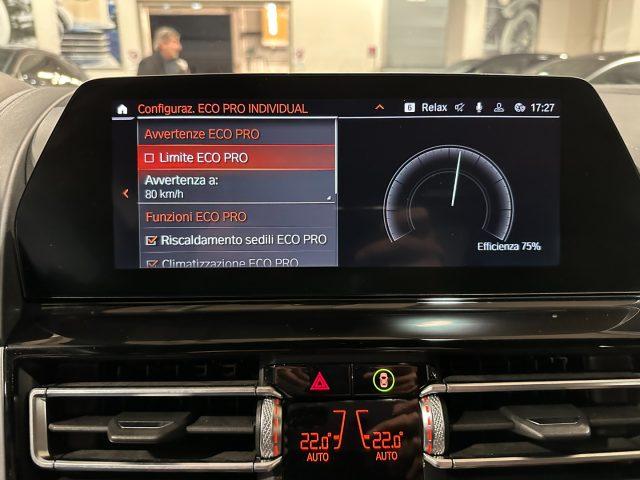 Configuraz. ECO PRO INDIVIDUAL
6 Relax 17:27
Avvertenze ECO PRO
Limite ECO PRO
Avvertenza a:
80 km/h
Funzioni ECO PRO
Riscaldamento sedili ECO PRO
Climatizzazione ECO PRO
Efficienza 75%
22.0° 22.0°
AUTO AUTO